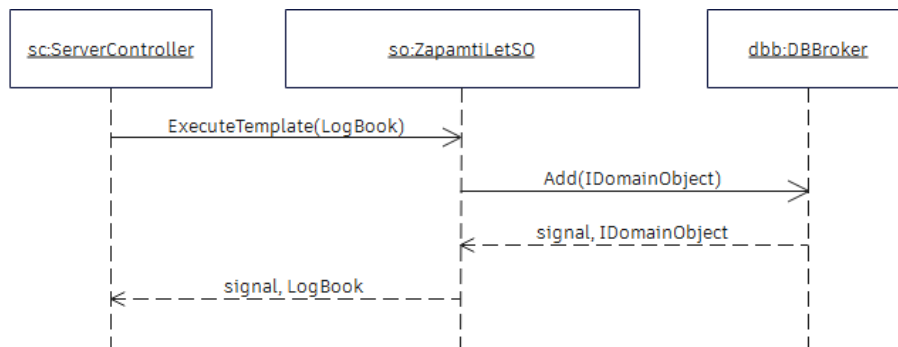 sc:ServerController
so:ZapamtiLetSO
dbb:DBBroker
ExecuteTemplate(LogBook)
Add(IDomainObject)
signal, IDomainObject
signal, LogBook